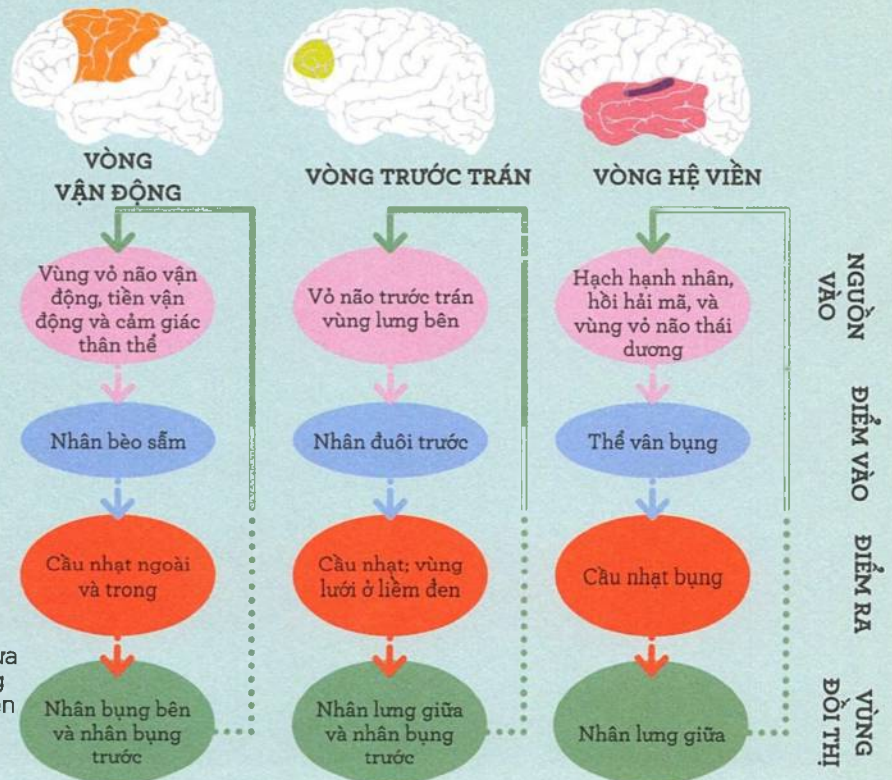 VÒNG
VẬN ĐỘNG
VÒNG TRƯỚC TRÁN
VÒNG HỆ VIỀN
Vùng vỏ não vận
động, tiền vận
động và cảm giác
thân thể
Vỏ não trước trán
vùng lưng bên
Hạch hạnh nhân,
hồi hải mã, và
vùng vỏ não thái
dương
NGUỒN
VÀO
Nhân bèo sẫm
Nhân đuôi trước
Thể vân bụng
ĐIỂM VÀO
Cầu nhạt ngoài
và trong
Cầu nhạt; vùng
lưới ở liềm đen
Cầu nhạt bụng
ĐIỂM RA
Nhân bụng bên
và nhân bụng
trước
Nhân lưng giữa
và nhân bụng
trước
Nhân lưng giữa
VÙNG
ĐỒI THỊ